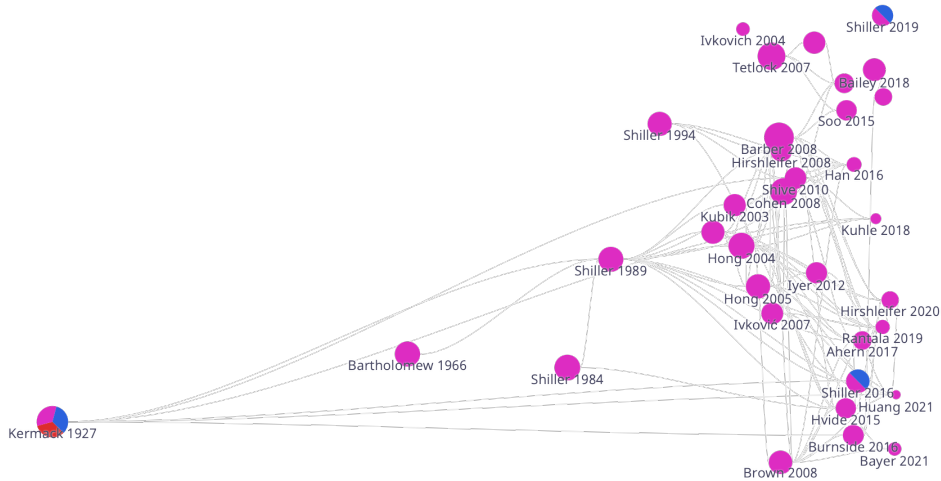 Shiller 2019
Ivkovich 2004
Tetlock 2007
Bailey 2018
Soo 2015
Shiller 1994
Barber 2008
Hirshleifer 2008
Han 2016
Shive 2010
Cohen 2008
Kubik 2003
Kuhle 2018
Hong 2004
Shiller 1989
Iyer 2012
Hong 2005
Hirshleifer 2020
Ivkovic 2007
Rantala 2019
Ahern 2017
Bartholomew 1966
Shiller 1984
Shiller 2016
Huang 2021
Hvide 2015
Kermack 1927
Burnside 2016
Bayer 2021
Brown 2008